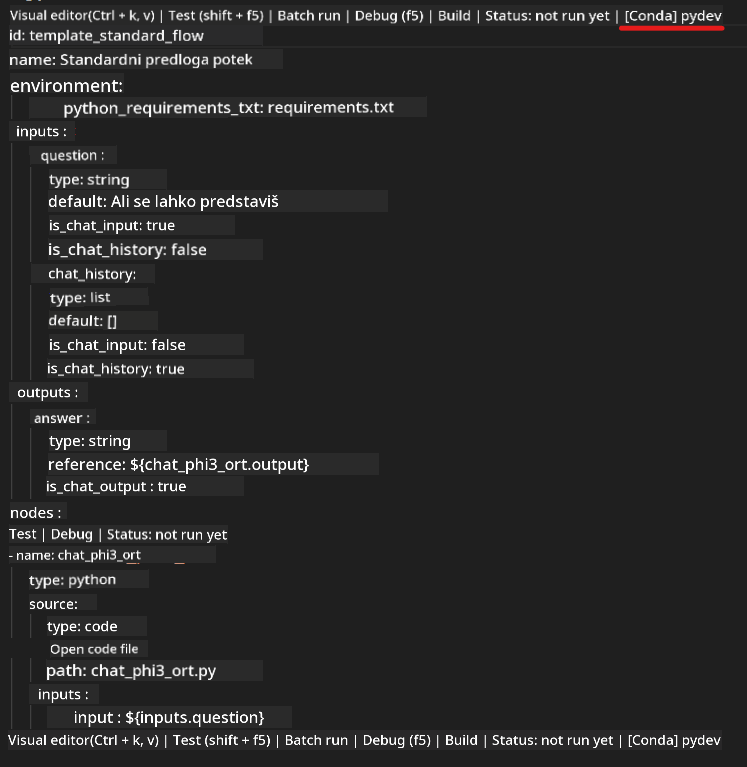 Visual editor(Ctrl + k, v) | Test (shift + f5) | Batch run | Debug (f5) | Build | Status: not run yet | [Conda] pydev
id: template_standard_flow
name: Standardni predloga potek
environment:
python_requirements_txt: requirements.txt
inputs :
question :
type: string
default: Ali se lahko predstaviš
is_chat_input: true
is_chat_history: false
chat_history:
type: list
default: []
is_chat_input: false
is_chat_history: true
outputs :
answer :
type: string
reference: ${chat_phi3_ort.output}
is_chat_output : true
nodes :
Test | Debug | Status: not run yet
- name: chat_phi3_ort
type: python
source:
type: code
Open code file
path: chat_phi3_ort.py
inputs :
input : ${inputs.question}
Visual editor(Ctrl + k, v) | Test (shift + f5) | Batch run | Debug (f5) | Build | Status: not run yet | [Conda] pydev